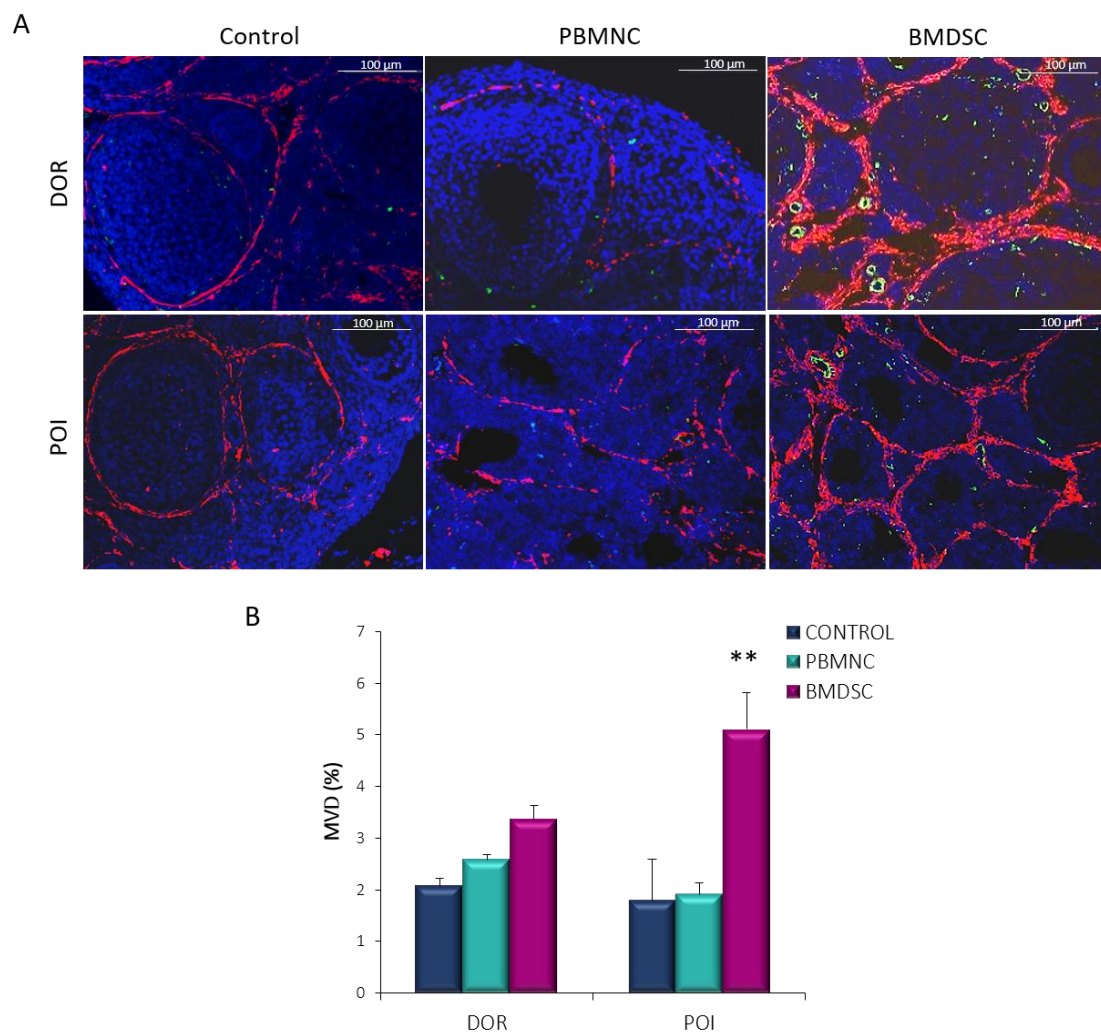 A
Control PBMNC BMDSC
DOR
100 µm
100 µm
100 µm
POI
100 µm
100 µm
100 µm
B
7
6
5
4
3
2
1
0
MVD (%)
**
CONTROL
PBMNC
BMDSC
DOR POI